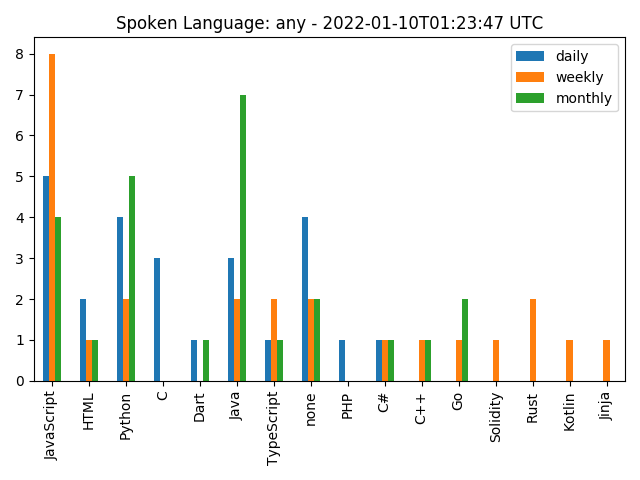 Spoken Language: any - 2022-01-10T01:23:47 UTC
daily
weekly
monthly
8
7
6
5
4
3
2
1
0
JavaScript
HTML
Python
C
Dart
Java
TypeScript
none
PHP
C#
C++
Go
Solidity
Rust
Kotlin
Jinja